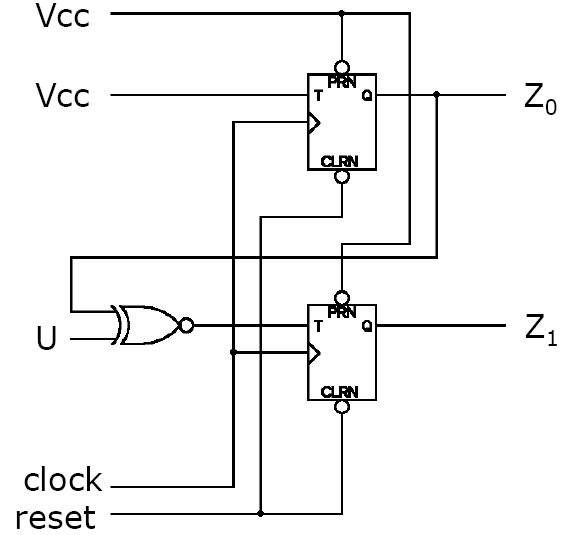 Vcc
PRN
Vcc
T
Q
Z0
CLRN
PRN
U
T
Q
Z1
CLRN
clock
reset